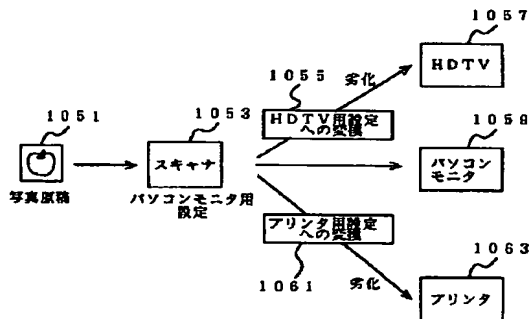 1057
HDTV
1055
劣化
1051
1053
HDTV用設定
への変換
1059
スキャナ
パソコン
モニタ
写真原稿
パソコンモニタ用
設定
プリンタ用設定
への変換
1063
1061
劣化
プリンタ